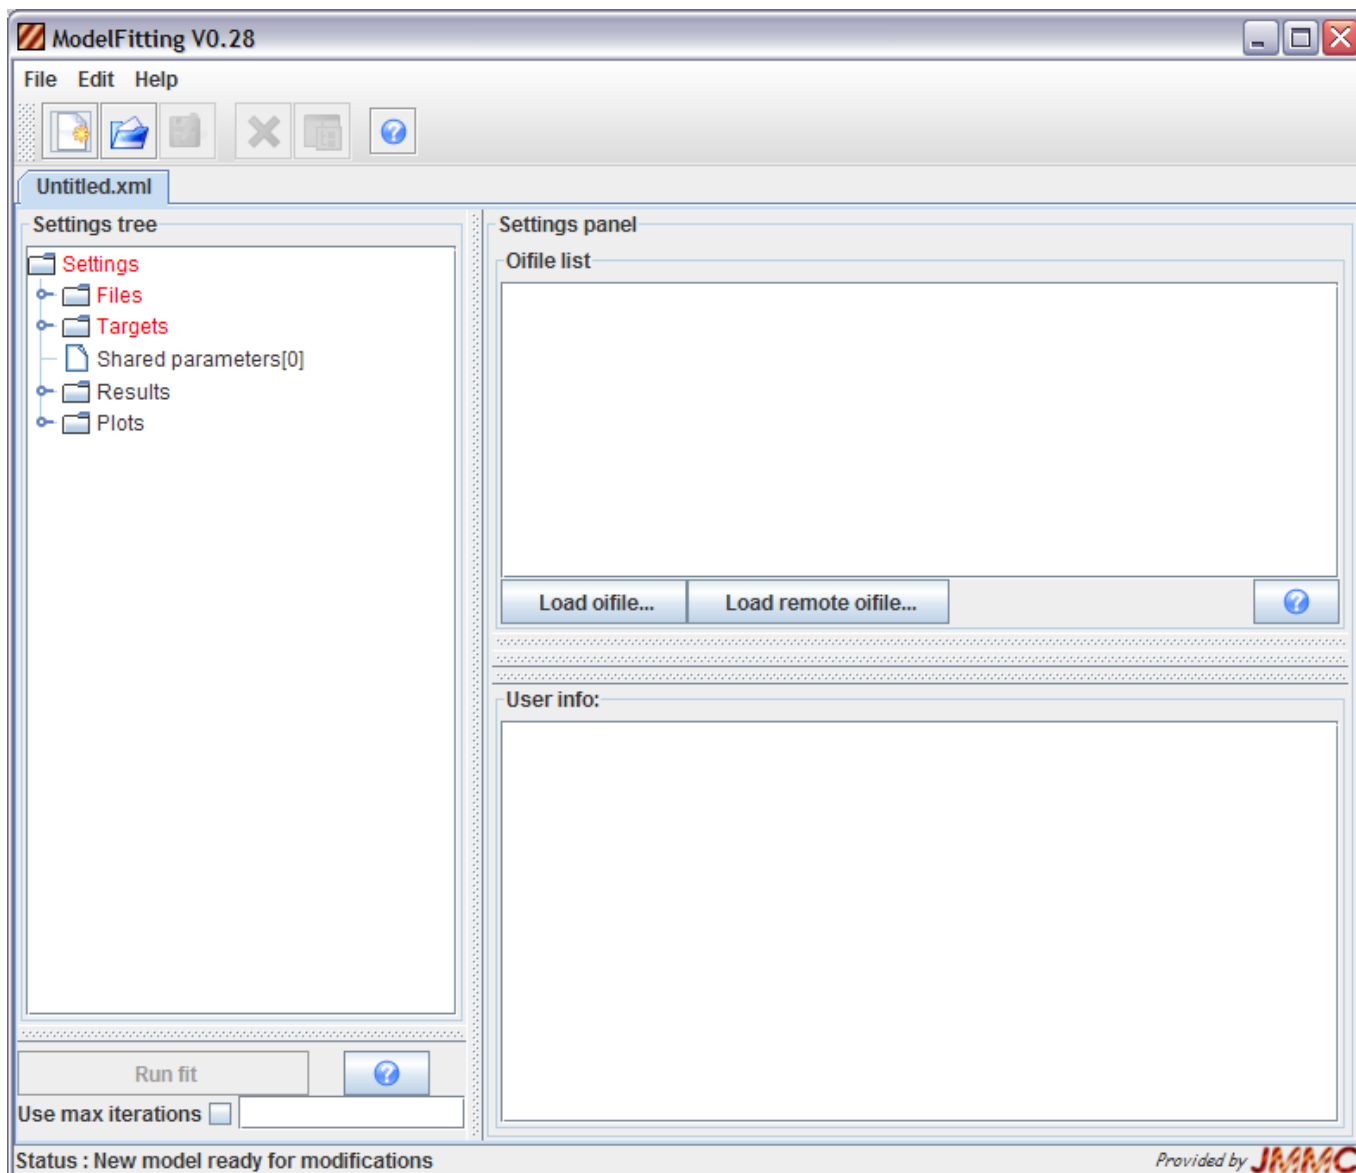 ModelFitting V0.28
File Edit Help
Untitled.xml
Settings tree
Settings
Files
Targets
Shared parameters[0]
Results
Plots
Run fit
Use max iterations
Settings panel
Oifile list
Load oifile... Load remote oifile...
User info:
Status : New model ready for modifications
Provided by JMMC